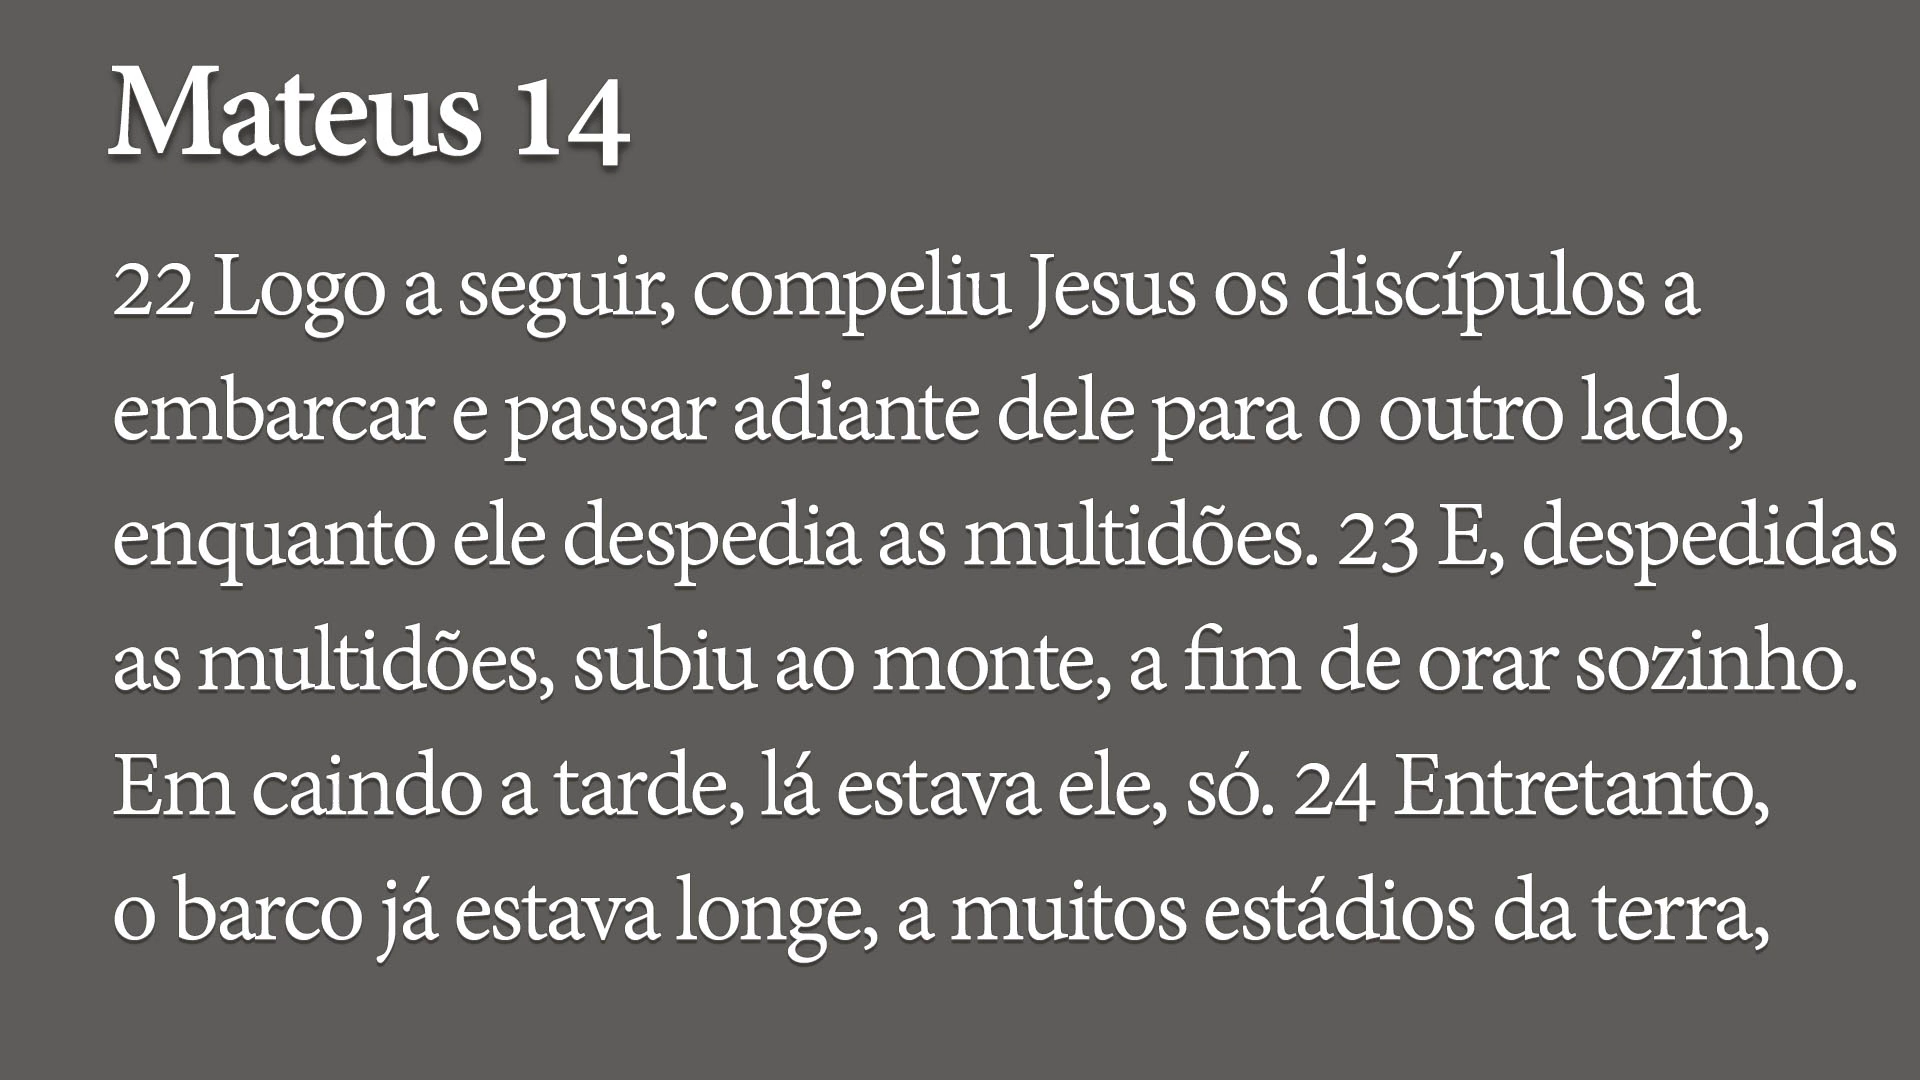 Mateus 14
22 Logo a seguir, compeliu Jesus os discípulos a
embarcar e passar adiante dele para o outro lado,
enquanto ele despedia as multidões. 23 E, despedidas
as multidões, subiu ao monte, a fim de orar sozinho.
Em caindo a tarde, lá estava ele, só. 24 Entretanto,
o barco já estava longe, a muitos estádios da terra,